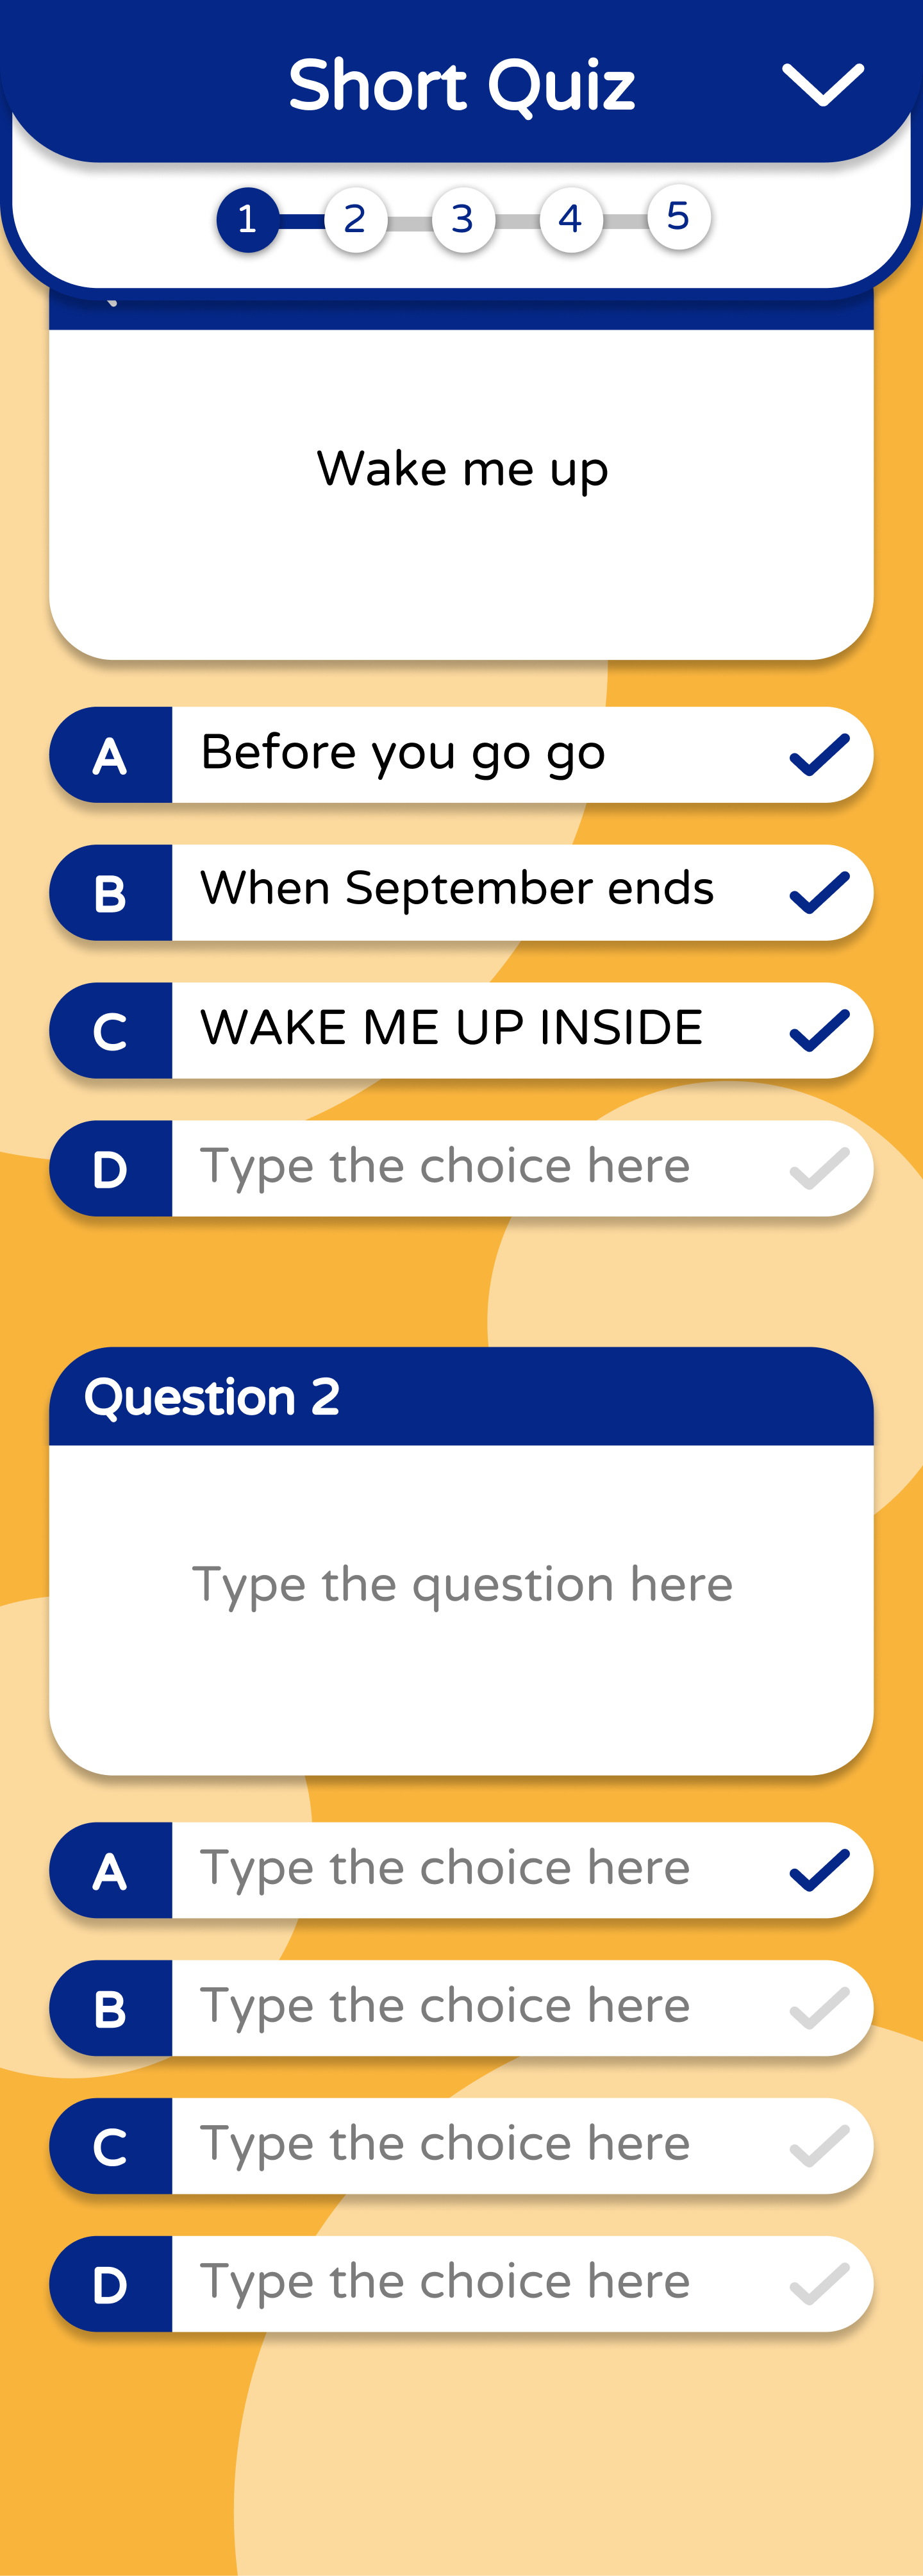 Short Quiz
1 2 3 4 5
Wake me up
A Before you go go
B When September ends
C WAKE ME UP INSIDE
D Type the choice here
Question 2
Type the question here
A Type the choice here
B Type the choice here
C Type the choice here
D Type the choice here